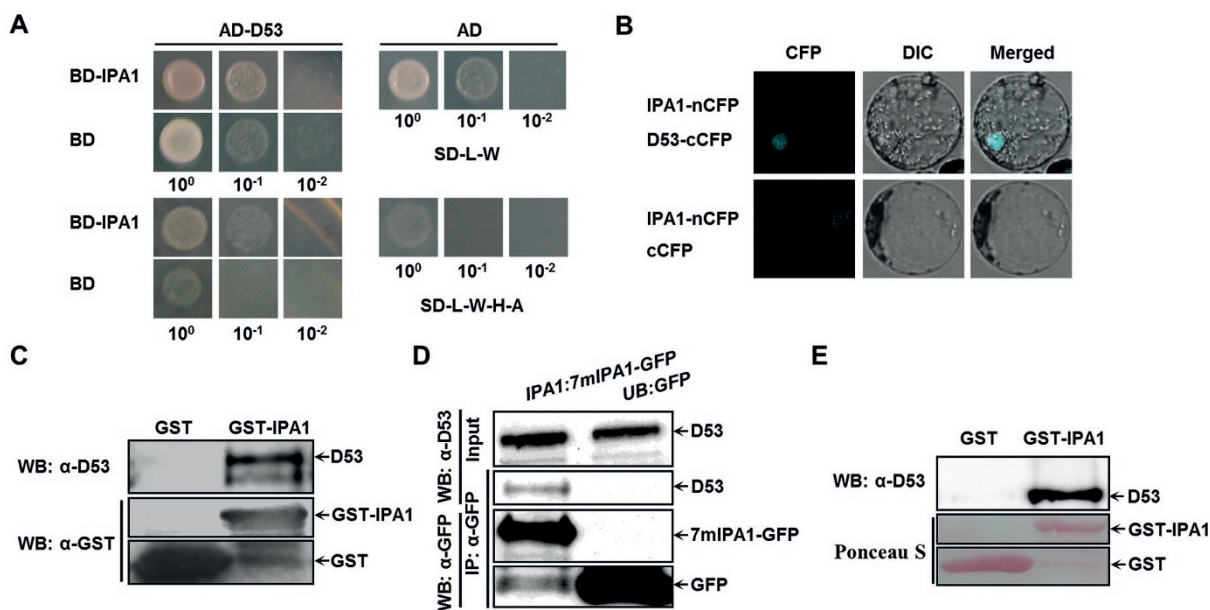 A
AD-D53
AD
BD-IPA1
BD
10⁰ 10⁻¹ 10⁻²
10⁰ 10⁻¹ 10⁻²
SD-L-W
BD-IPA1
BD
10⁰ 10⁻¹ 10⁻²
10⁰ 10⁻¹ 10⁻²
SD-L-W-H-A
B
CFP DIC Merged
IPA1-nCFP
D53-cCFP
IPA1-nCFP
cCFP
C
GST GST-IPA1
WB: α-D53
←D53
WB: α-GST
←GST-IPA1
←GST
D
IPA1:7mIPA1-GFP
UB:GFP
WB: α-D53
Input
←D53
←D53
WB: α-GFP
IP: α-GFP
←7mIPA1-GFP
←GFP
E
GST GST-IPA1
WB: α-D53
←D53
Ponceau S
←GST-IPA1
←GST